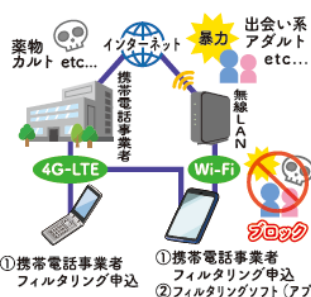 薬物
カルト etc...
インターネット
暴力
出会い系
アダルト
etc...
携帯電話事業者
無線LAN
4G-LTE
Wi-Fi
ブロック
①携帯電話事業者
フィルタリング申込
①携帯電話事業者
フィルタリング申込
②フィルタリングソフト(アプ